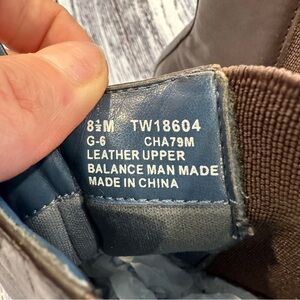 8½M TW18604
G-6 CHA79M
LEATHER UPPER
BALANCE MAN MADE
MADE IN CHINA